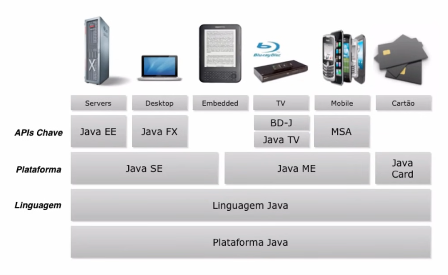 Blu-ray Disc
X
Servers
Desktop
Embedded
TV
Mobile
Cartão
APIs Chave
Java EE
Java FX
BD-J
Java TV
MSA
Plataforma
Java SE
Java ME
Java
Card
Linguagem
Linguagem Java
Plataforma Java